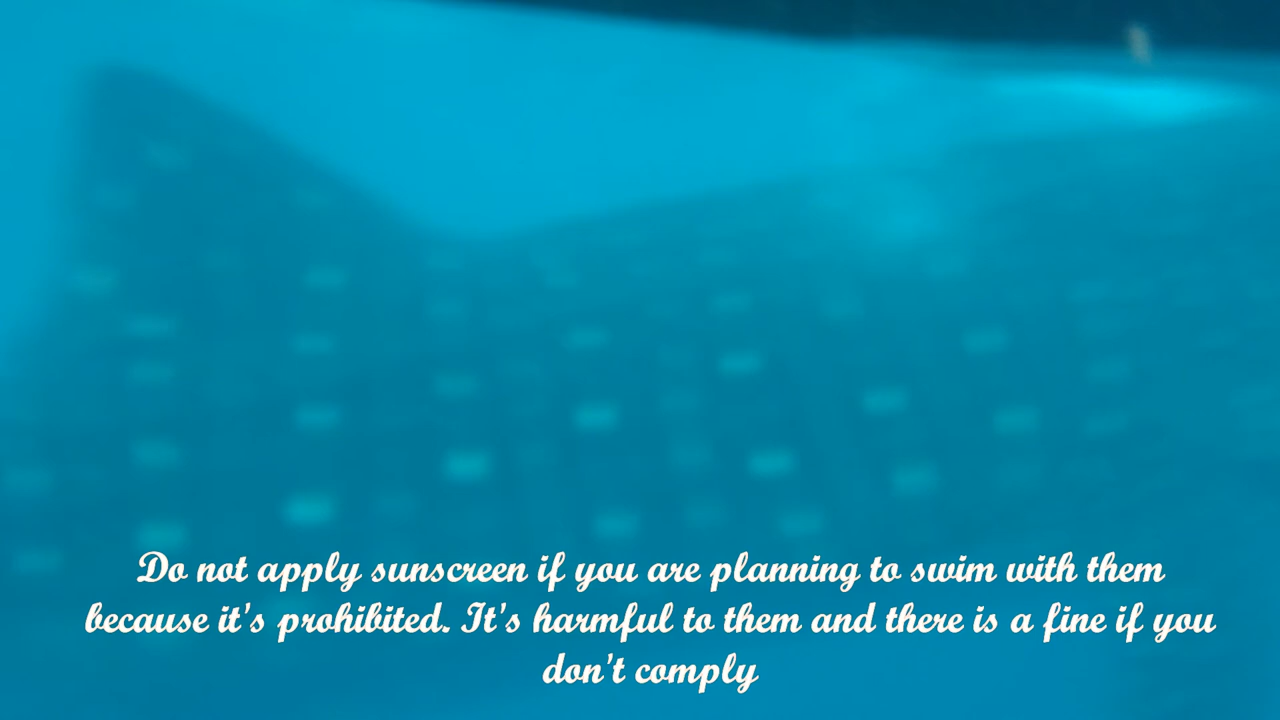 Do not apply sunscreen if you are planning to swim with them
because it's prohibited. It's harmful to them and there is a fine if you
don't comply